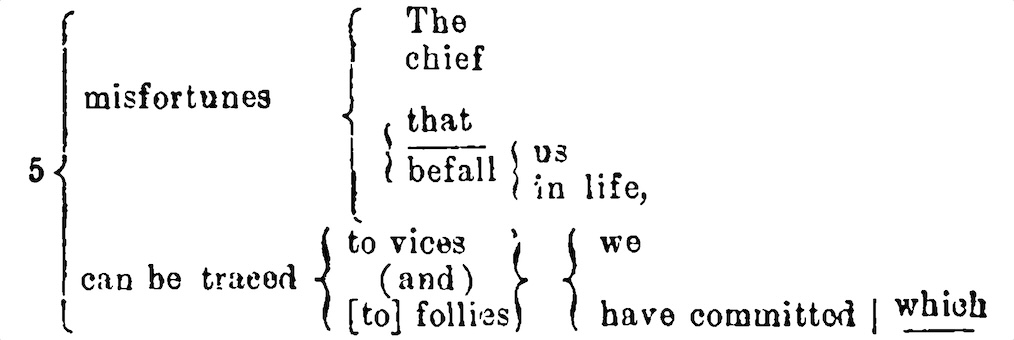 The
chief
misfortunes
that
befall
us
in life,
5
can be traced
to vices
(and)
[to] follies
we
have committed | which